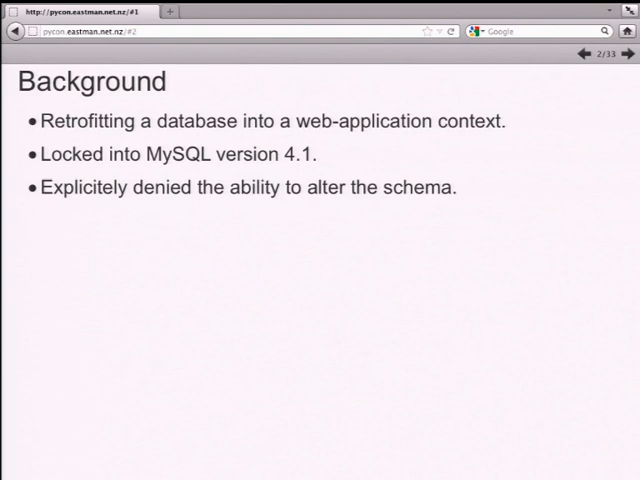 http://pycon.eastman.net.nz/#1
pycon.eastman.net.nz/#2
Google
2/33
Background
• Retrofitting a database into a web-application context.
• Locked into MySQL version 4.1.
• Explicitely denied the ability to alter the schema.